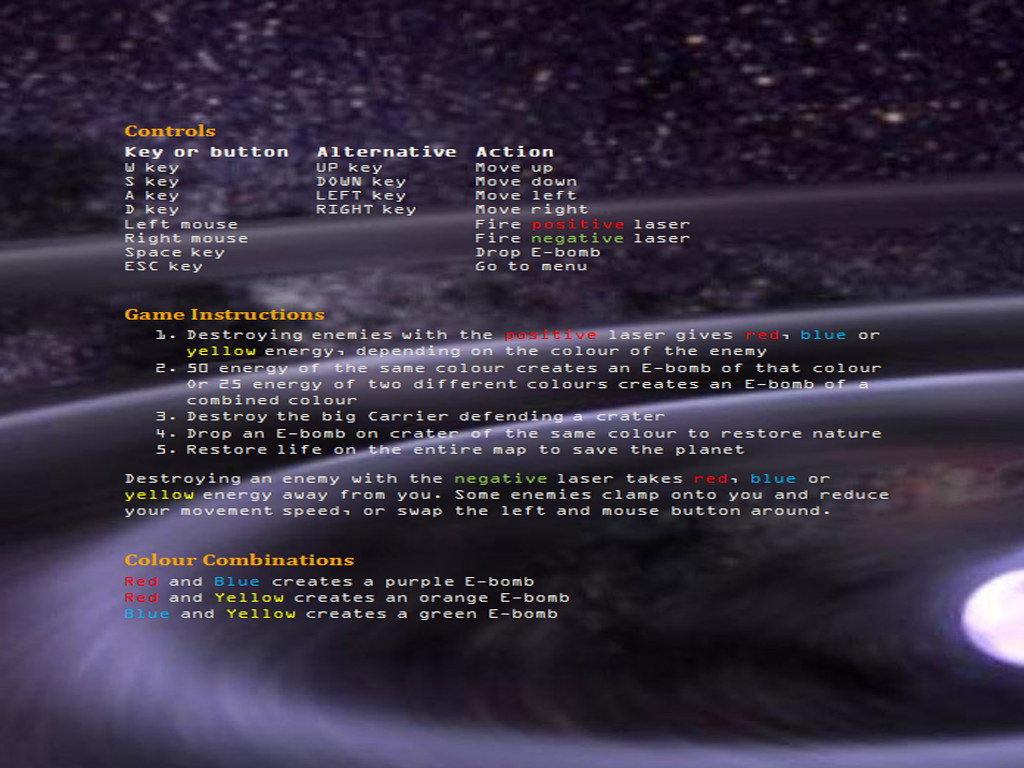 Controls
Key or button Alternative Action
W key UP key Move up
S key DOWN key Move down
A key LEFT key Move left
D key RIGHT key Move right
Left mouse Fire positive laser
Right mouse Fire negative laser
Space key Drop E-bomb
ESC key Go to menu
Game Instructions
1. Destroying enemies with the positive laser gives red, blue or
yellow energy, depending on the colour of the enemy
2. 50 energy of the same colour creates an E-bomb of that colour
Or 25 energy of two different colours creates an E-bomb of a
combined colour
3. Destroy the big Carrier defending a crater
4. Drop an E-bomb on crater of the same colour to restore nature
5. Restore life on the entire map to save the planet
Destroying an enemy with the negative laser takes red, blue or
yellow energy away from you. Some enemies clamp onto you and reduce
your movement speed, or swap the left and mouse button around.
Colour Combinations
Red and Blue creates a purple E-bomb
Red and Yellow creates an orange E-bomb
Blue and Yellow creates a green E-bomb